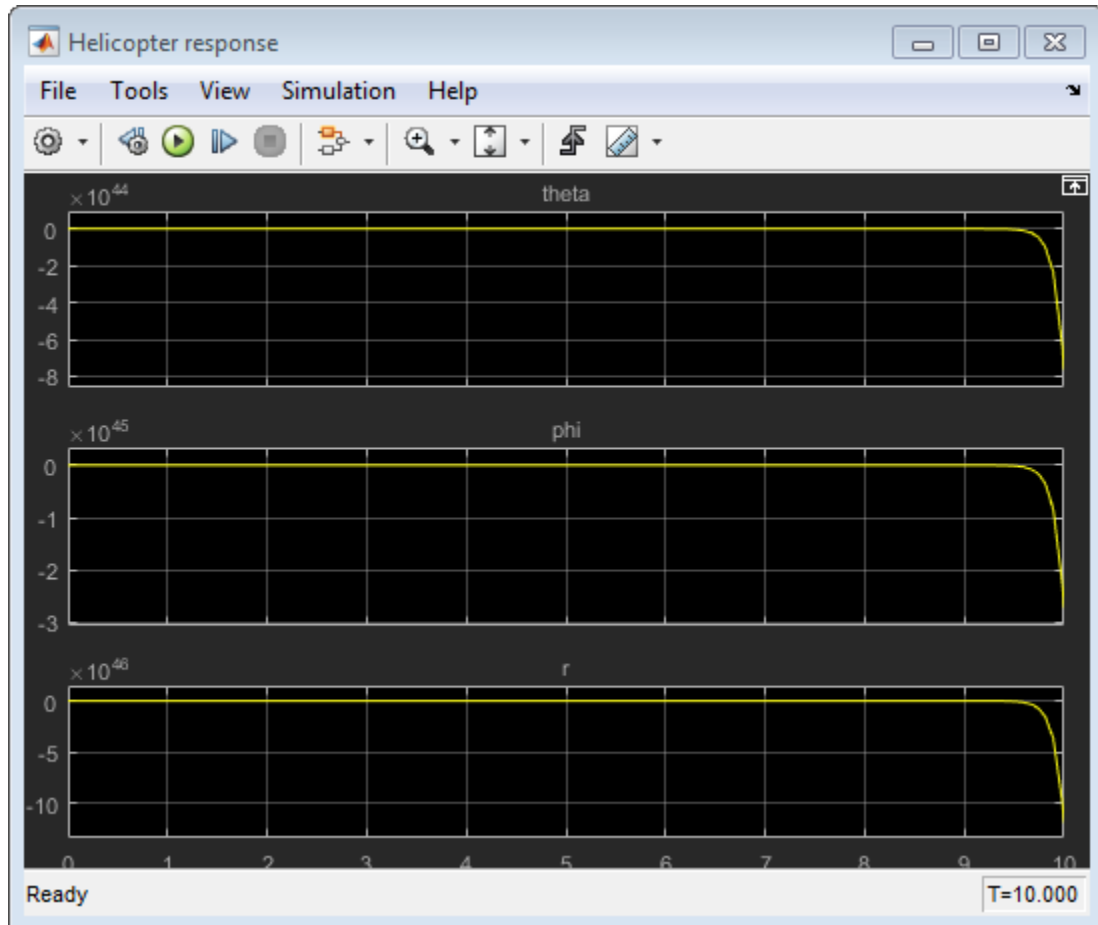 Helicopter response
File Tools View Simulation Help
×10^44 theta
0
-2
-4
-6
-8
×10^45 phi
0
-1
-2
-3
×10^46 r
0
-5
-10
0 1 2 3 4 5 6 7 8 9 10
Ready T=10.000